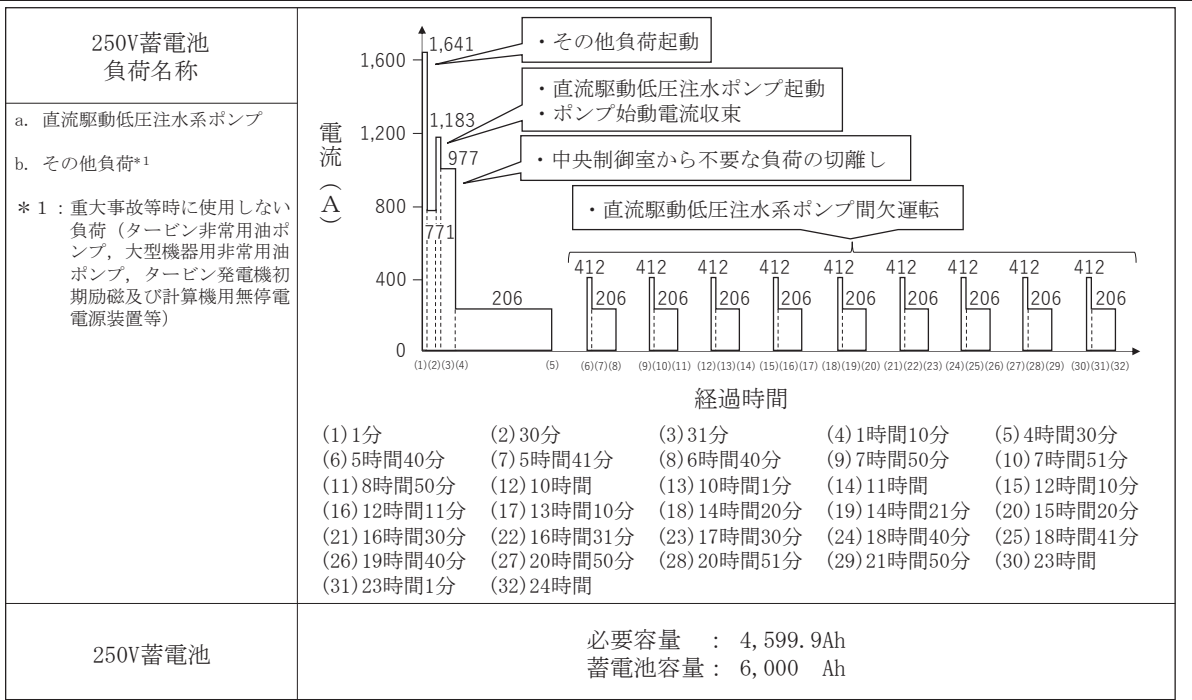 250V蓄電池
負荷名称
a. 直流駆動低圧注水系ポンプ
b. その他負荷*1
＊1：重大事故等時に使用しない
負荷（タービン非常用油ポ
ンプ，大型機器用非常用油
ポンプ，タービン発電機初
期励磁及び計算機用無停電
電源装置等）
電流（A）
1,600
1,200
800
400
0
1,641
・その他負荷起動
1,183
・直流駆動低圧注水ポンプ起動
・ポンプ始動電流収束
977
・中央制御室から不要な負荷の切離し
771
206
・直流駆動低圧注水系ポンプ間欠運転
412 412 412 412 412 412 412 412 412
206 206 206 206 206 206 206 206 206
(1)(2)(3)(4) (5) (6)(7)(8) (9)(10)(11) (12)(13)(14) (15)(16)(17) (18)(19)(20) (21)(22)(23) (24)(25)(26) (27)(28)(29) (30)(31)(32)
経過時間
(1)1分 (2)30分 (3)31分 (4)1時間10分 (5)4時間30分
(6)5時間40分 (7)5時間41分 (8)6時間40分 (9)7時間50分 (10)7時間51分
(11)8時間50分 (12)10時間 (13)10時間1分 (14)11時間 (15)12時間10分
(16)12時間11分 (17)13時間10分 (18)14時間20分 (19)14時間21分 (20)15時間20分
(21)16時間30分 (22)16時間31分 (23)17時間30分 (24)18時間40分 (25)18時間41分
(26)19時間40分 (27)20時間50分 (28)20時間51分 (29)21時間50分 (30)23時間
(31)23時間1分 (32)24時間
250V蓄電池
必要容量 ： 4,599.9Ah
蓄電池容量： 6,000 Ah